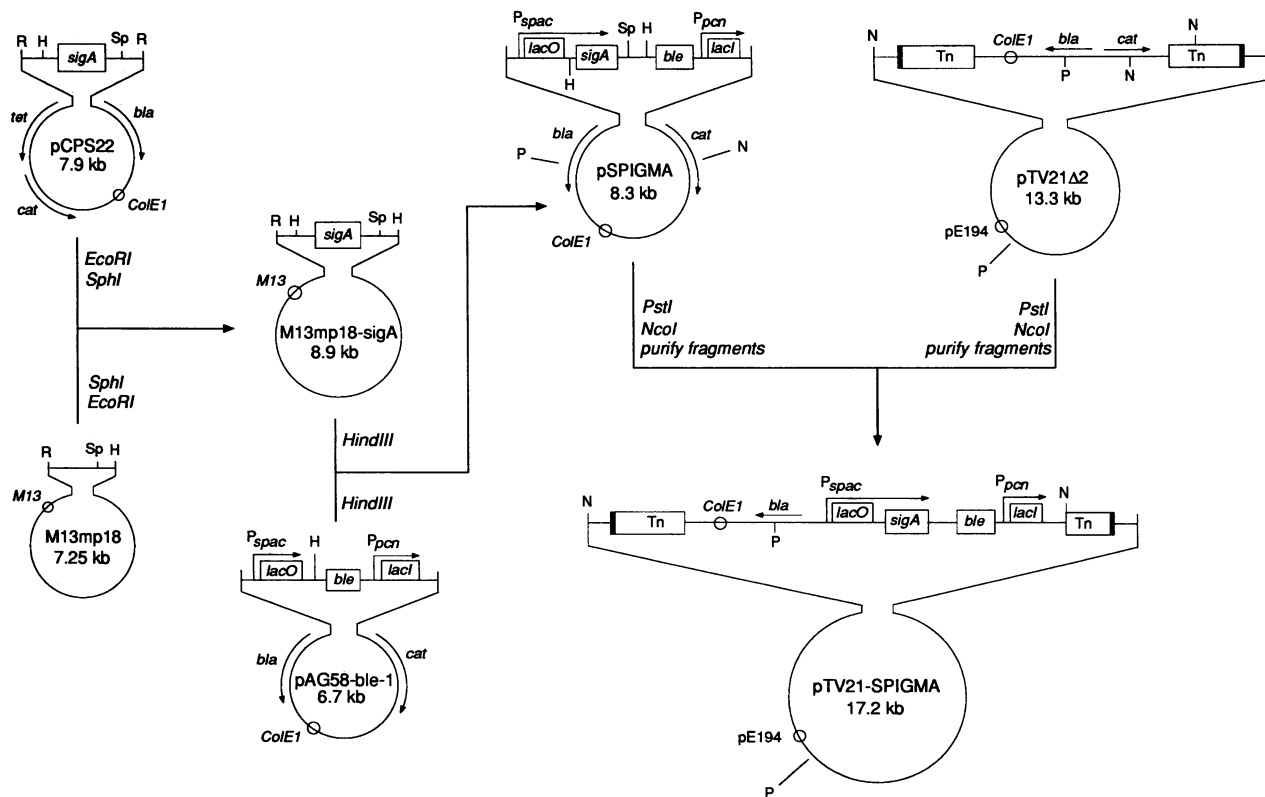 R H sigA Sp R
tet
bla
pCPS22
7.9 kb
cat
ColE1
EcoRI
SphI
SphI
EcoRI
R Sp H
M13
M13mp18
7.25 kb
R H sigA Sp H
M13
M13mp18-sigA
8.9 kb
HindIII
HindIII
Pspac H Ppcn
lacO ble lacI
bla
cat
pAG58-ble-1
6.7 kb
ColE1
Pspac Sp H Ppcn
lacO sigA ble lacI
H
bla
cat
P
N
pSPIGMA
8.3 kb
ColE1
PstI
NcoI
purify fragments
N ColE1 bla cat N
Tn Tn
P N
pTV21Δ2
13.3 kb
pE194
P
PstI
NcoI
purify fragments
Pspac Ppcn
N ColE1 bla lacO lacI N
Tn sigA ble Tn
P
pTV21-SPIGMA
17.2 kb
pE194
P